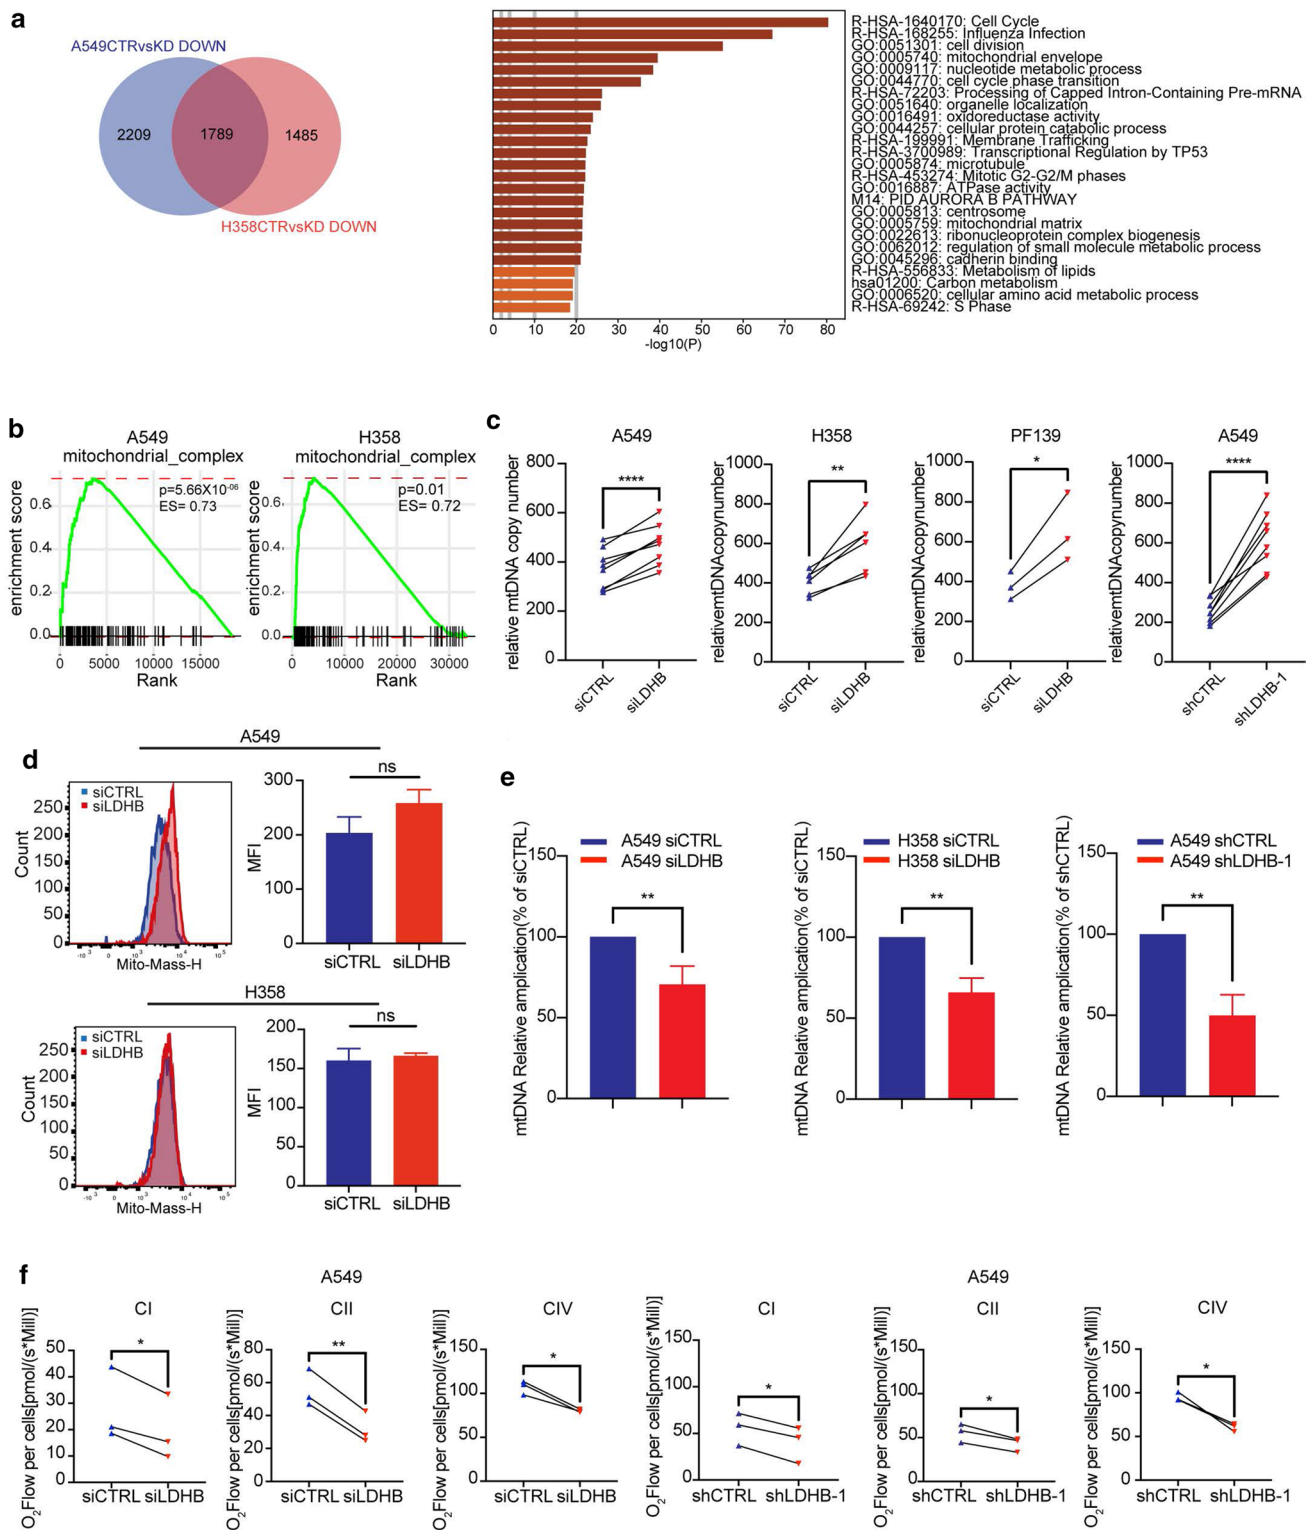 a
A549CTRvsKD DOWN
2209
1789
1485
H358CTRvsKD DOWN
R-HSA-1640170: Cell Cycle
R-HSA-168255: Influenza Infection
GO:0051301: cell division
GO:0005740: mitochondrial envelope
GO:0009117: nucleotide metabolic process
GO:0044770: cell cycle phase transition
R-HSA-72203: Processing of Capped Intron-Containing Pre-mRNA
GO:0051640: organelle localization
GO:0016491: oxidoreductase activity
GO:0044257: cellular protein catabolic process
R-HSA-199991: Membrane Trafficking
R-HSA-3700989: Transcriptional Regulation by TP53
GO:0005874: microtubule
R-HSA-453274: Mitotic G2-G2/M phases
GO:0016887: ATPase activity
M14: PID AURORA B PATHWAY
GO:0005813: centrosome
GO:0005759: mitochondrial matrix
GO:0022613: ribonucleoprotein complex biogenesis
GO:0062012: regulation of small molecule metabolic process
GO:0045296: cadherin binding
R-HSA-556833: Metabolism of lipids
hsa01200: Carbon metabolism
GO:0006520: cellular amino acid metabolic process
R-HSA-69242: S Phase
0 10 20 30 40 50 60 70 80
-log10(P)
b
A549
mitochondrial_complex
p=5.66X10-06
ES= 0.73
enrichment score
0.6
0.4
0.2
0.0
0 5000 10000 15000
Rank
H358
mitochondrial_complex
p=0.01
ES= 0.72
enrichment score
0.6
0.4
0.2
0.0
0 10000 20000 30000
Rank
c
A549
****
relative mtDNA copy number
800
600
400
200
0
siCTRL
siLDHB
H358
**
relativemtDNAcopynumber
1000
800
600
400
200
0
siCTRL
siLDHB
PF139
*
relativemtDNAcopynumber
1000
800
600
400
200
0
siCTRL
siLDHB
A549
****
relativemtDNAcopynumber
1000
800
600
400
200
0
shCTRL
shLDHB-1
d
A549
siCTRL
siLDHB
Count
250
200
150
100
50
0
-10 3 0 10 3 10 4 10 5
Mito-Mass-H
ns
MFI
300
200
100
0
siCTRL siLDHB
H358
siCTRL
siLDHB
Count
250
200
150
100
50
0
-10 3 0 10 3 10 4 10 5
Mito-Mass-H
ns
MFI
200
150
100
50
0
siCTRL siLDHB
e
A549 siCTRL
A549 siLDHB
mtDNA Relative amplication(% of siCTRL)
150
100
50
0
**
H358 siCTRL
H358 siLDHB
mtDNA Relative amplication(% of siCTRL)
150
100
50
0
**
A549 shCTRL
A549 shLDHB-1
mtDNA Relative amplication(% of shCTRL)
150
100
50
0
**
f
A549
CI
O2Flow per cells[pmol/(s*Mill)]
50
40
30
20
10
0
*
siCTRL siLDHB
CII
O2Flow per cells[pmol/(s*Mill)]
80
60
40
20
0
**
siCTRL siLDHB
CIV
O2Flow per cells[pmol/(s*Mill)]
150
100
50
0
*
siCTRL siLDHB
A549
CI
O2Flow per cells[pmol/(s*Mill)]
150
100
50
0
*
shCTRL shLDHB-1
CII
O2Flow per cells[pmol/(s*Mill)]
150
100
50
0
*
shCTRL shLDHB-1
CIV
O2Flow per cells[pmol/(s*Mill)]
150
100
50
0
*
shCTRL shLDHB-1